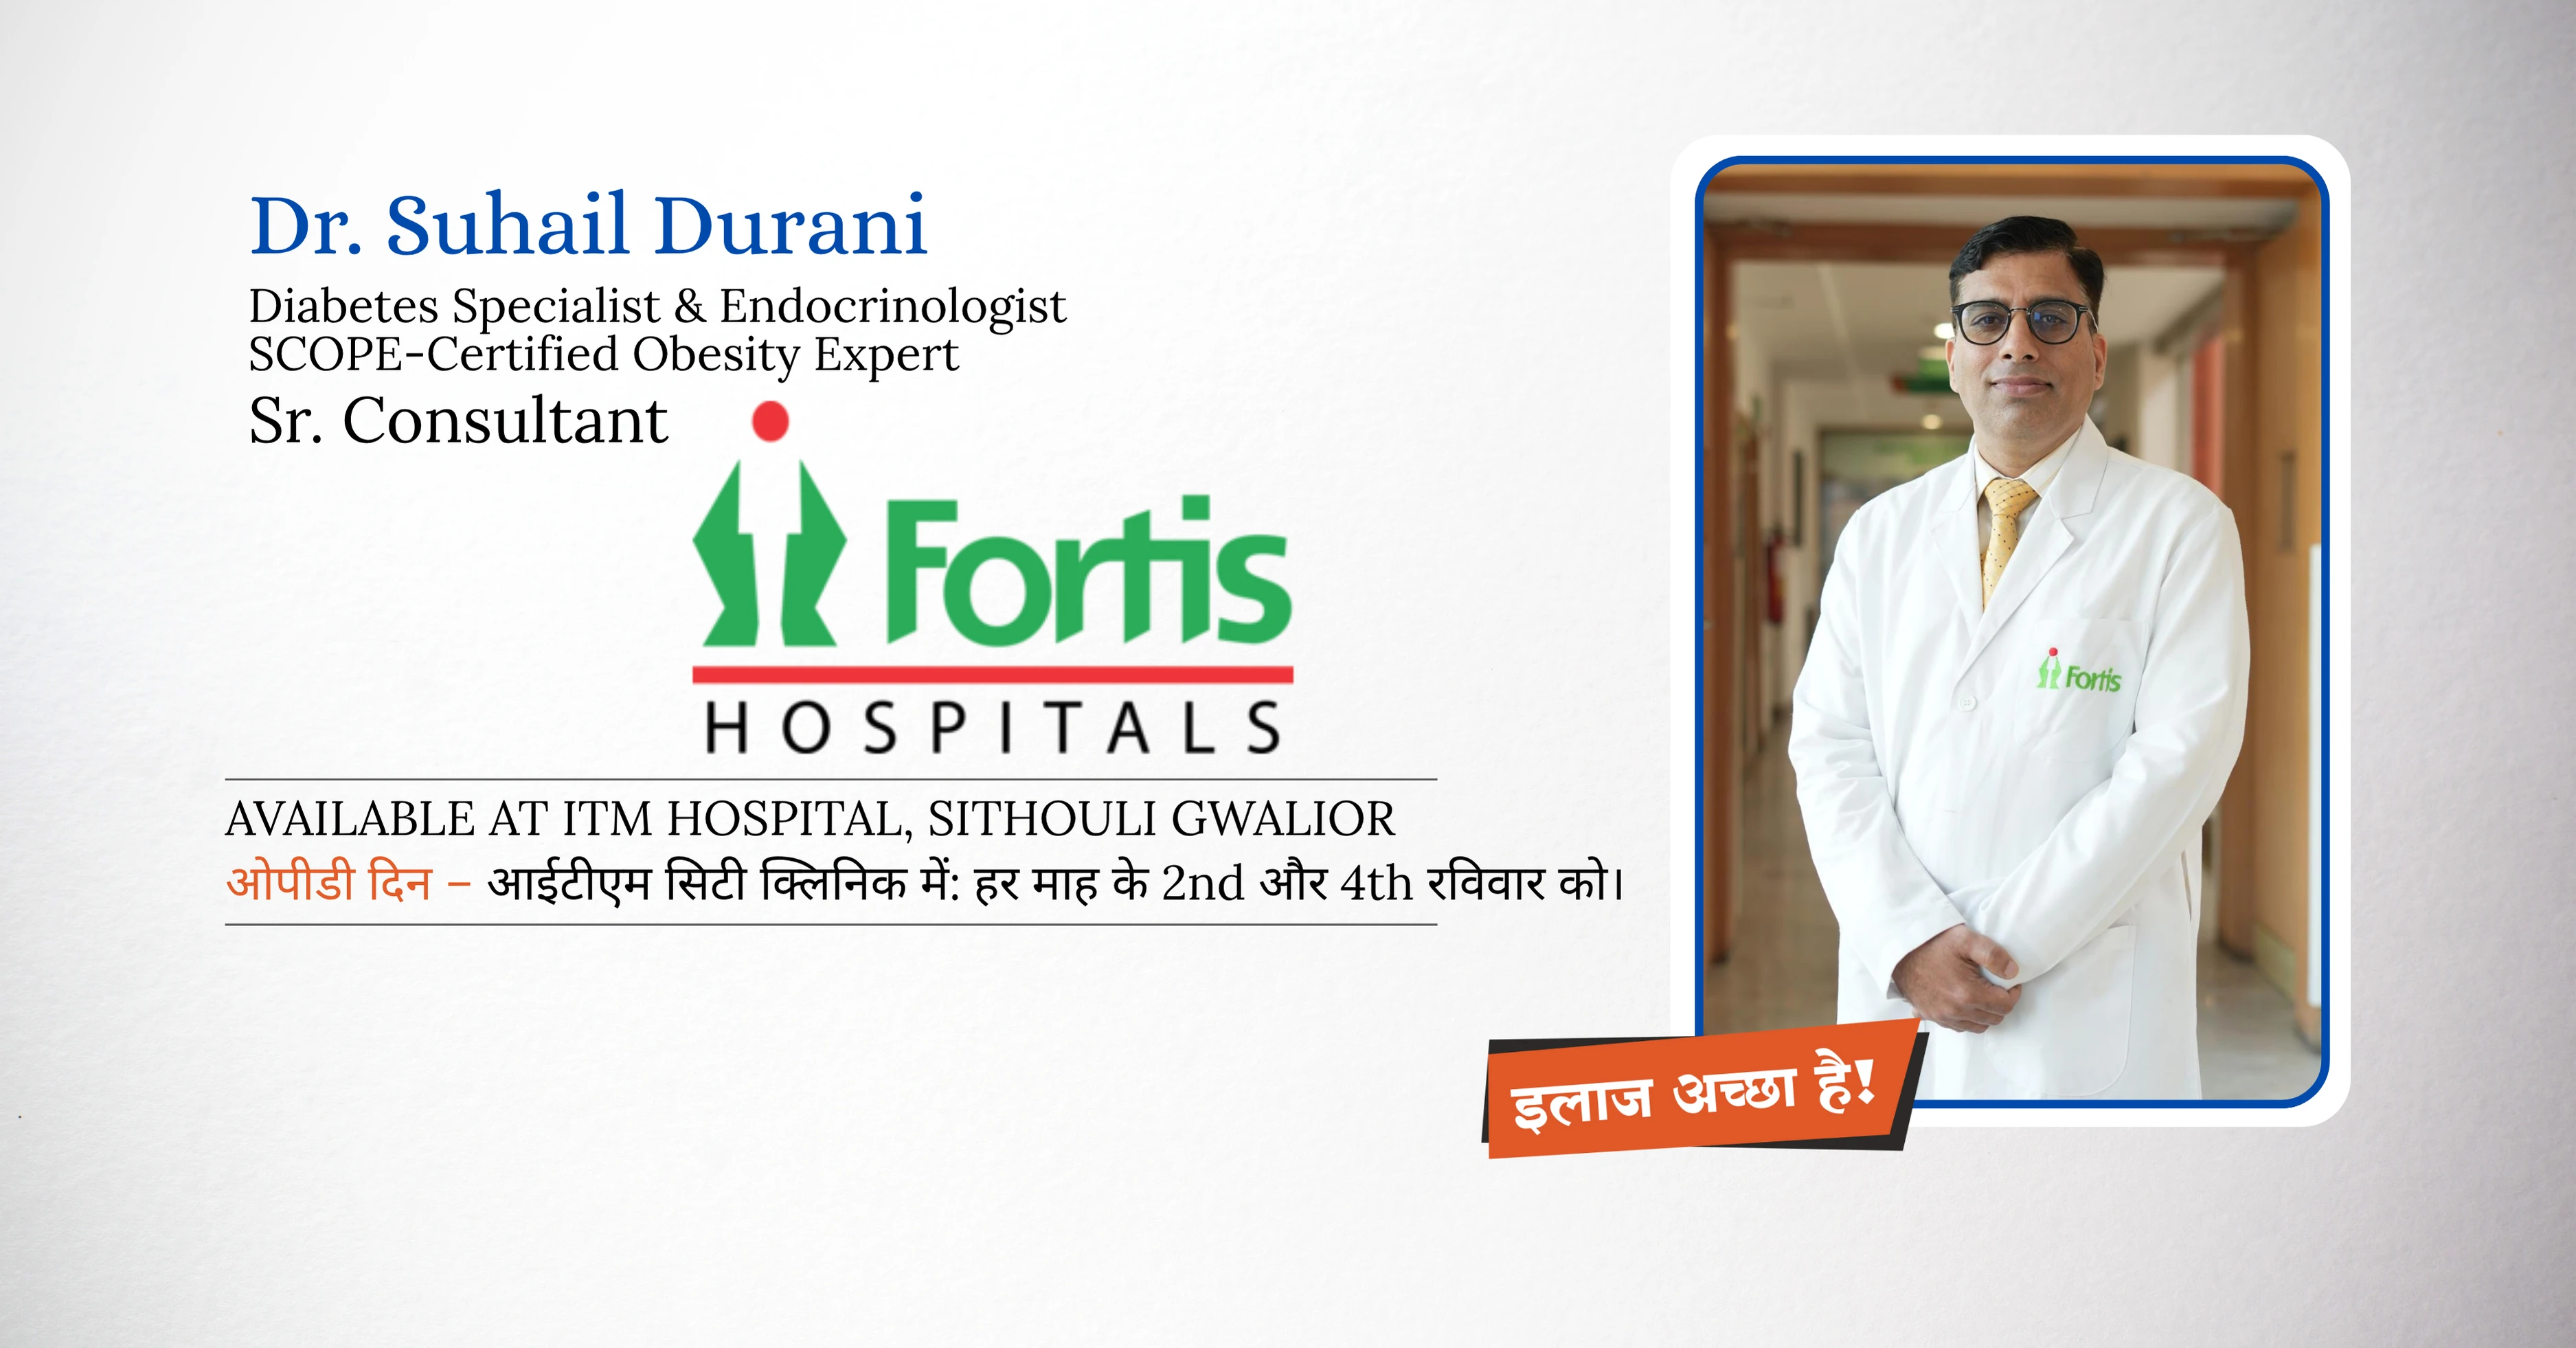 Dr. Suhail Durani
Diabetes Specialist & Endocrinologist
SCOPE-Certified Obesity Expert
Sr. Consultant
Fortis
HOSPITALS
AVAILABLE AT ITM HOSPITAL, SITHOULI GWALIOR
ओपीडी दिन – आईटीएम सिटी क्लिनिक में: हर माह के 2nd और 4th रविवार को।
Fortis
इलाज अच्छा है!